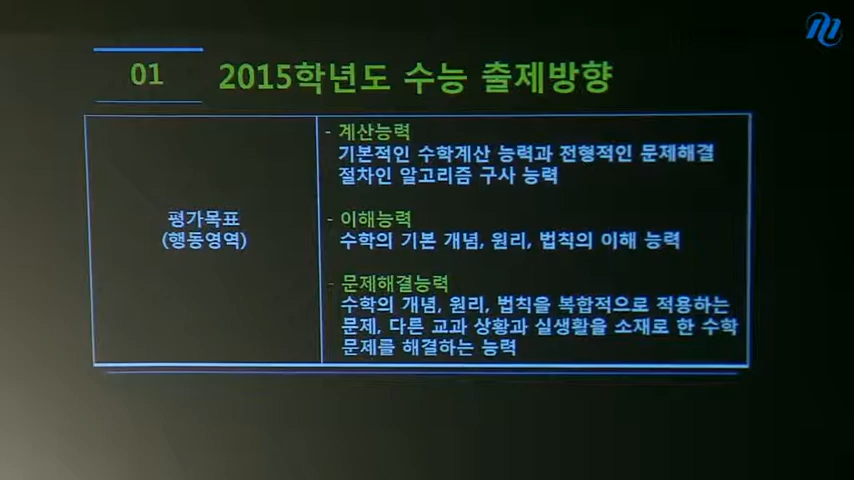 01
2015학년도 수능 출제방향
평가목표
(행동영역)
- 계산능력
기본적인 수학계산 능력과 전형적인 문제해결
절차인 알고리즘 구사 능력
- 이해능력
수학의 기본 개념, 원리, 법칙의 이해 능력
- 문제해결능력
수학의 개념, 원리, 법칙을 복합적으로 적용하는
문제, 다른 교과 상황과 실생활을 소재로 한 수학
문제를 해결하는 능력